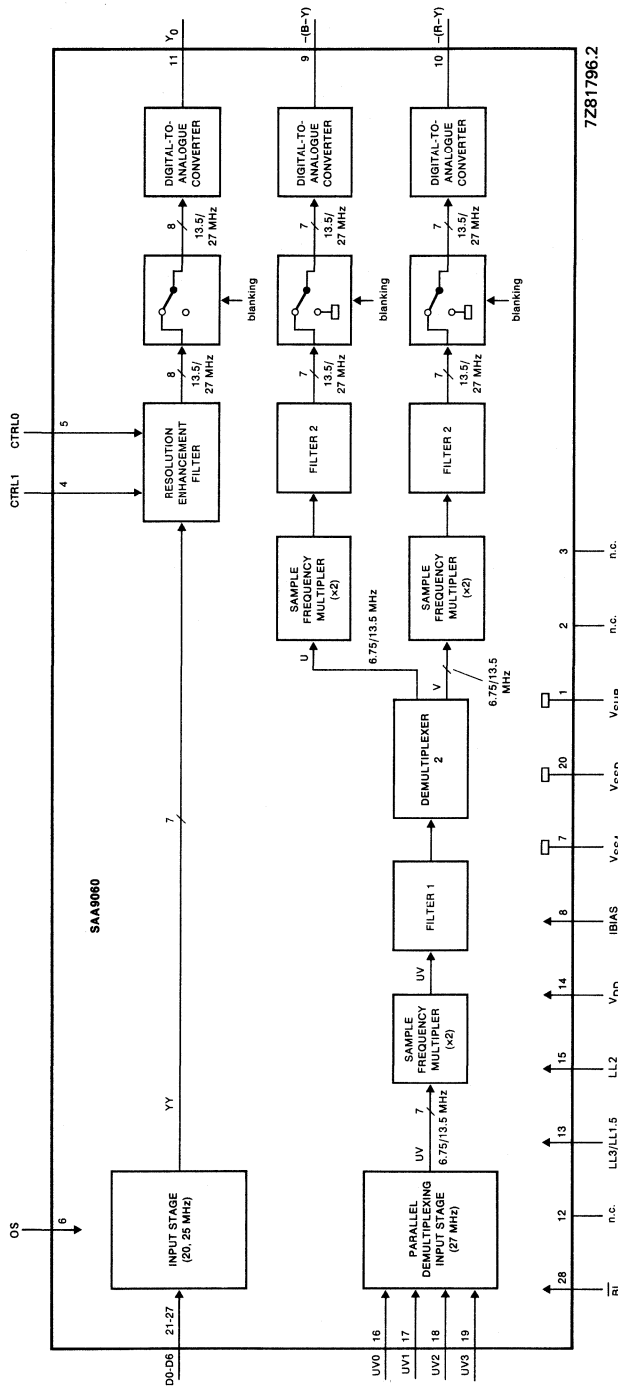 SAA9060
OS
6
D0-D6
21-27
INPUT STAGE
(20, 25 MHz)
YY
7
CTRL1
4
CTRL0
5
RESOLUTION
ENHANCEMENT
FILTER
8
13.5/
27 MHz
blanking
8
13.5/
27 MHz
DIGITAL-TO-
ANALOGUE
CONVERTER
11
Y0
UV0 16
UV1 17
UV2 18
UV3 19
PARALLEL
DEMULTIPLEXING
INPUT STAGE
(27 MHz)
UV
7
6.75/13.5 MHz
SAMPLE
FREQUENCY
MULTIPLER
(x2)
UV
FILTER 1
DEMULTIPLEXER
2
U
6.75/13.5 MHz
SAMPLE
FREQUENCY
MULTIPLER
(x2)
FILTER 2
7
13.5/
27 MHz
blanking
7
13.5/
27 MHz
DIGITAL-TO-
ANALOGUE
CONVERTER
9
-(B-Y)
V
6.75/13.5
MHz
SAMPLE
FREQUENCY
MULTIPLER
(x2)
FILTER 2
7
13.5/
27 MHz
blanking
7
13.5/
27 MHz
DIGITAL-TO-
ANALOGUE
CONVERTER
10
-(R-Y)
28
BI
12
n.c.
13
LL3/LL1.5
15
LL2
14
VDD
8
IBIAS
7
VSSA
20
VSSD
1
VSUB
2
n.c.
3
n.c.
7Z81796.2